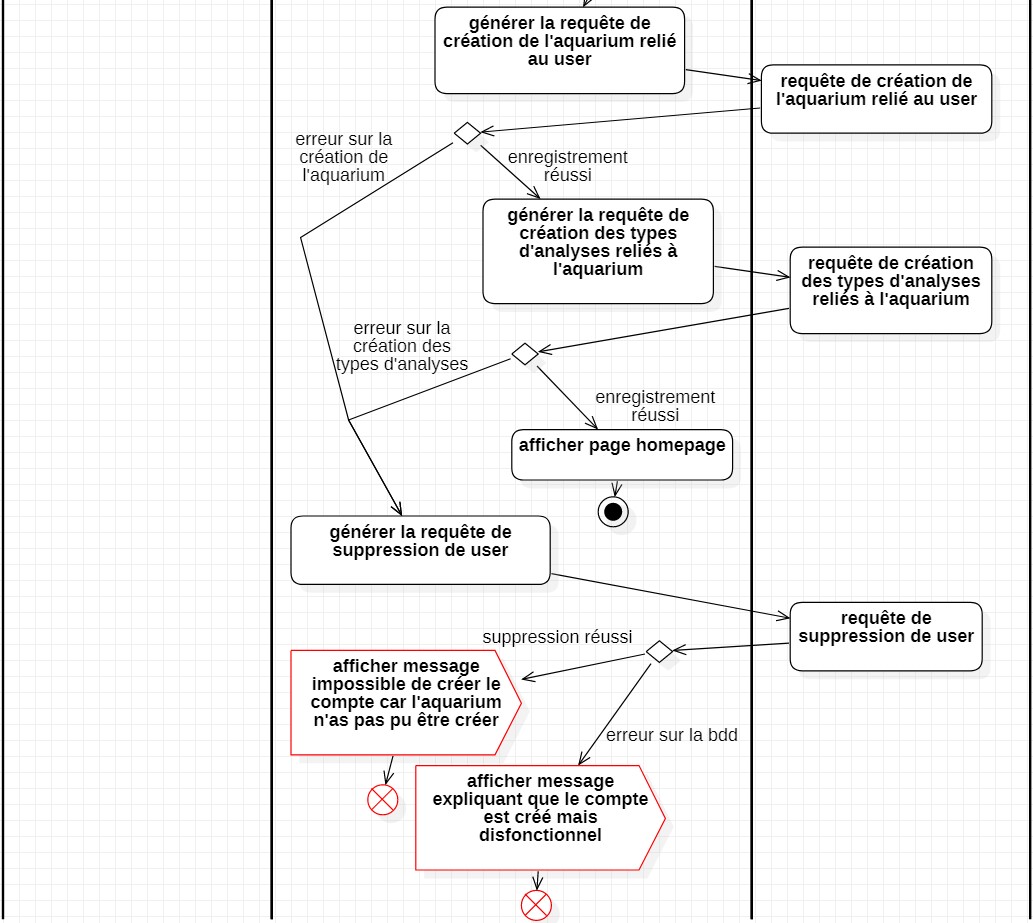 générer la requête de
création de l'aquarium relié
au user
requête de création de
l'aquarium relié au user
erreur sur la
création de
l'aquarium
enregistrement
réussi
générer la requête de
création des types
d'analyses reliés à
l'aquarium
requête de création
des types d'analyses
reliés à l'aquarium
erreur sur la
création des
types d'analyses
enregistrement
réussi
afficher page homepage
générer la requête de
suppression de user
requête de
suppression de user
suppression réussi
afficher message
impossible de créer le
compte car l'aquarium
n'as pas pu être créer
erreur sur la bdd
afficher message
expliquant que le compte
est créé mais
disfonctionnel